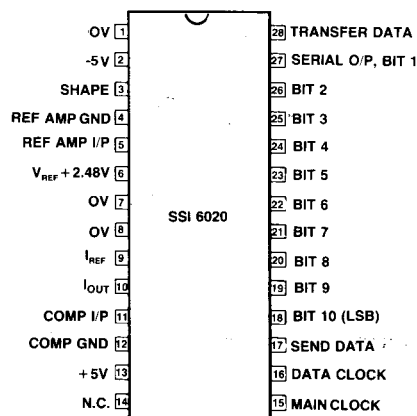 OV 1
-5V 2
SHAPE 3
REF AMP GND 4
REF AMP I/P 5
VREF + 2.48V 6
OV 7
OV 8
IREF 9
IOUT 10
COMP I/P 11
COMP GND 12
+5V 13
N.C. 14
SSI 6020
28 TRANSFER DATA
27 SERIAL O/P, BIT 1
26 BIT 2
25 BIT 3
24 BIT 4
23 BIT 5
22 BIT 6
21 BIT 7
20 BIT 8
19 BIT 9
18 BIT 10 (LSB)
17 SEND DATA
16 DATA CLOCK
15 MAIN CLOCK